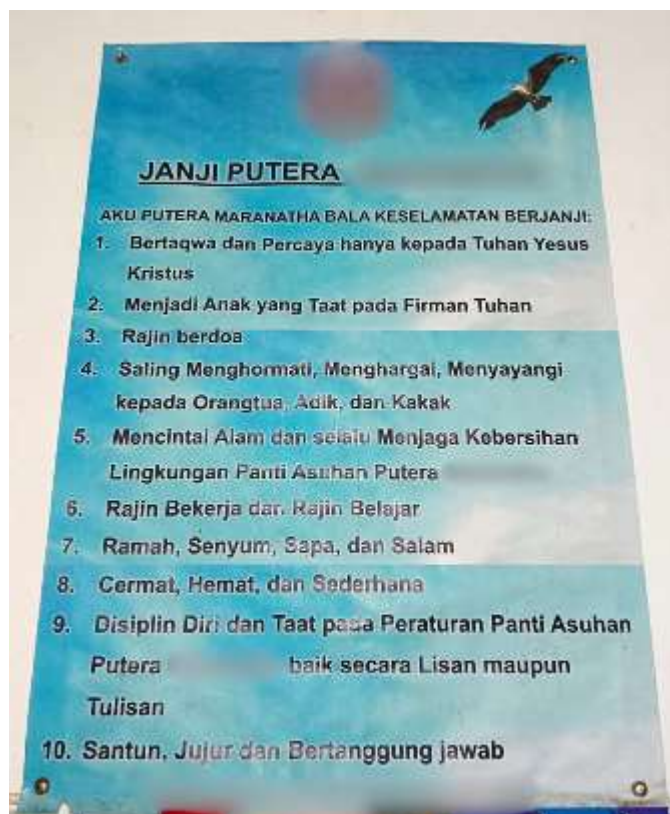 JANJI PUTERA
AKU PUTERA MARANATHA BALA KESELAMATAN BERJANJI:
1. Bertaqwa dan Percaya hanya kepada Tuhan Yesus
Kristus
2. Menjadi Anak yang Taat pada Firman Tuhan
3. Rajin berdoa
4. Saling Menghormati, Menghargai, Menyayangi
kepada Orangtua, Adik, dan Kakak
5. Mencintai Alam dan selalu Menjaga Kebersihan
Lingkungan Panti Asuhan Putera
6. Rajin Bekerja dan Rajin Belajar
7. Ramah, Senyum, Sapa, dan Salam
8. Cermat, Hemat, dan Sederhana
9. Disiplin Diri dan Taat pada Peraturan Panti Asuhan
Putera baik secara Lisan maupun
Tulisan
10. Santun, Jujur dan Bertanggung jawab